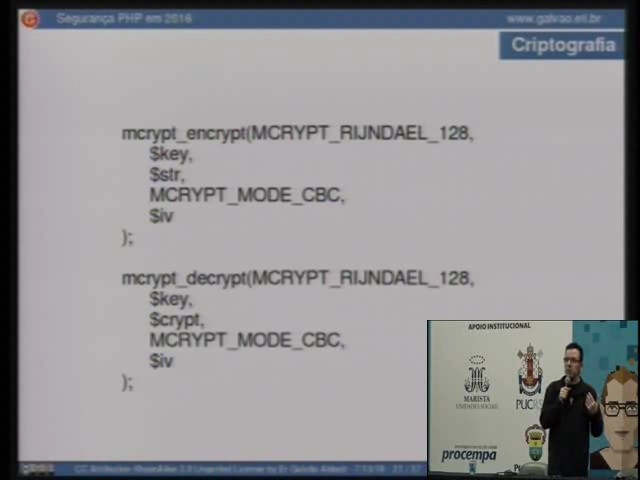 Segurança PHP em 2016
www.galvao.eti.br
Criptografia
mcrypt_encrypt(MCRYPT_RIJNDAEL_128,
$key,
$str,
MCRYPT_MODE_CBC,
$iv
);
mcrypt_decrypt(MCRYPT_RIJNDAEL_128,
$key,
$crypt,
MCRYPT_MODE_CBC,
$iv
);
APOIO INSTITUCIONAL
MARISTA
PUCRS
procempa